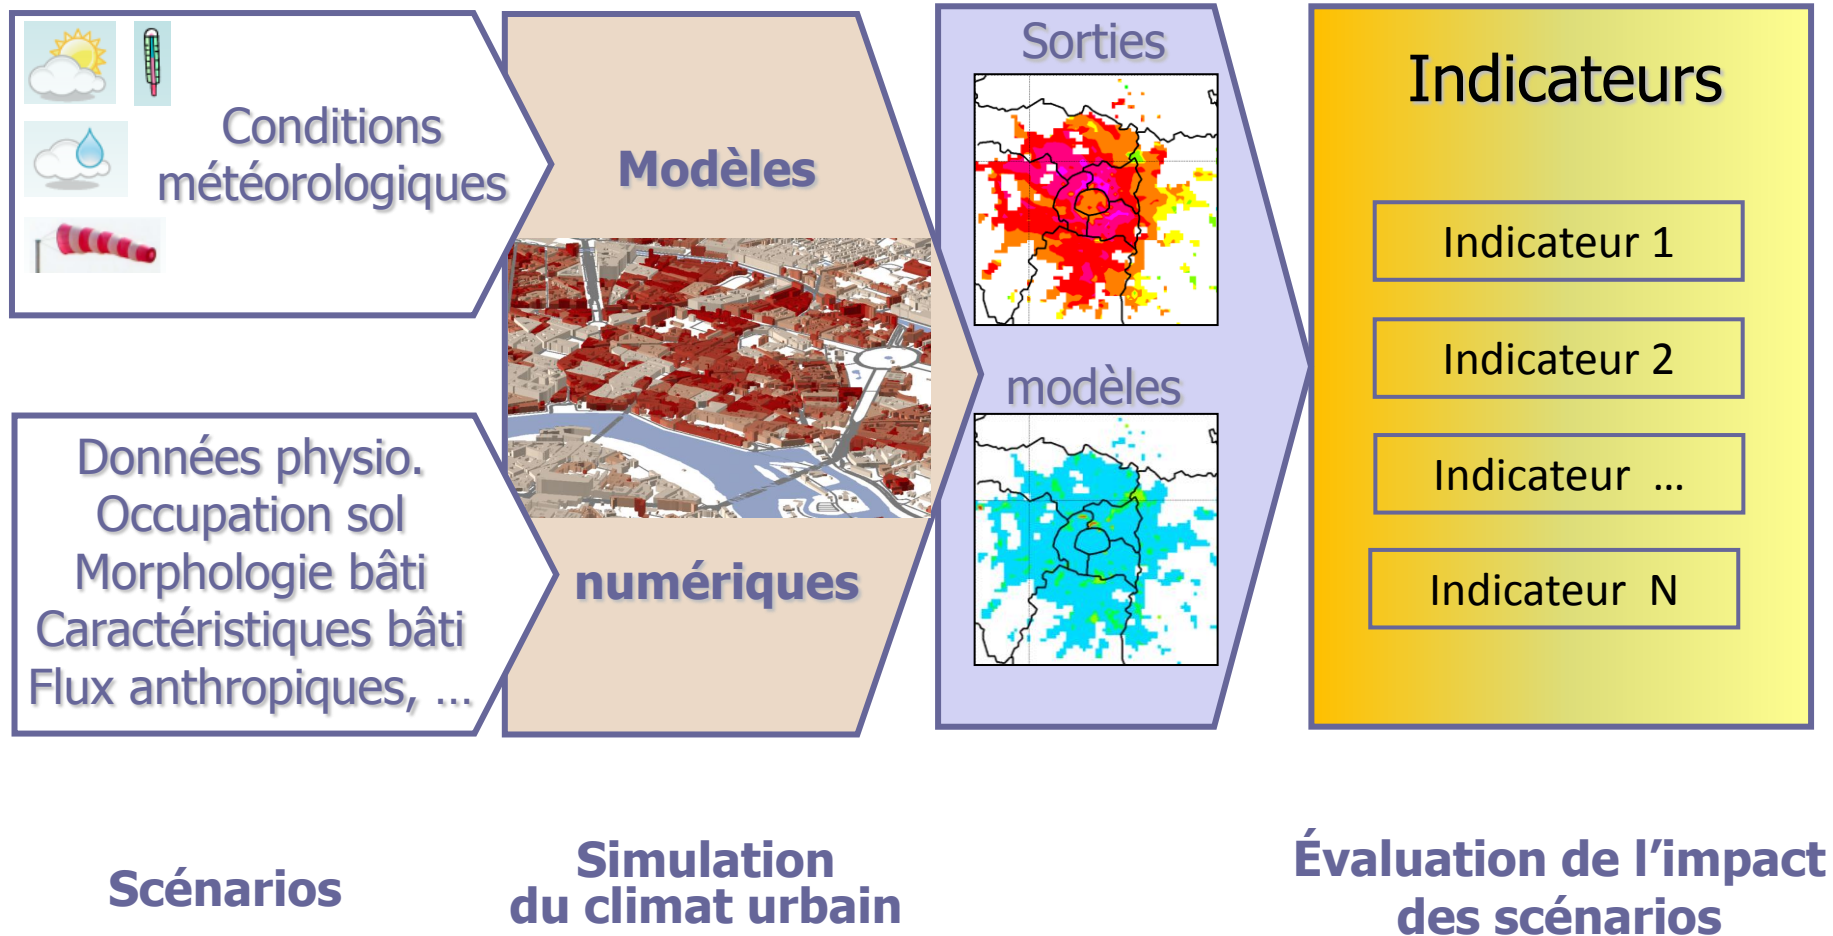 Conditions
météorologiques
Données physio.
Occupation sol
Morphologie bâti
Caractéristiques bâti
Flux anthropiques, ...
Modèles
numériques
Sorties
modèles
Indicateurs
Indicateur 1
Indicateur 2
Indicateur ...
Indicateur N
Scénarios
Simulation
du climat urbain
Évaluation de l’impact
des scénarios